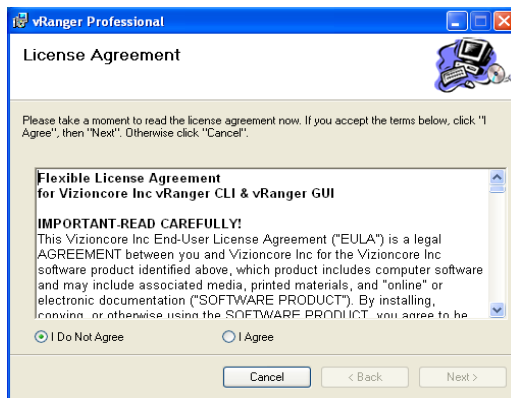 vRanger Professional
License Agreement
Please take a moment to read the license agreement now. If you accept the terms below, click "I
Agree", then "Next". Otherwise click "Cancel".
Flexible License Agreement
for Vizioncore Inc vRanger CLI & vRanger GUI
IMPORTANT-READ CAREFULLY!
This Vizioncore Inc End-User License Agreement ("EULA") is a legal
AGREEMENT between you and Vizioncore Inc for the Vizioncore Inc
software product identified above, which product includes computer software
and may include associated media, printed materials, and "online" or
electronic documentation ("SOFTWARE PRODUCT"). By installing,
copying, or otherwise using the SOFTWARE PRODUCT, you agree to be
I Do Not Agree
I Agree
Cancel
< Back
Next >